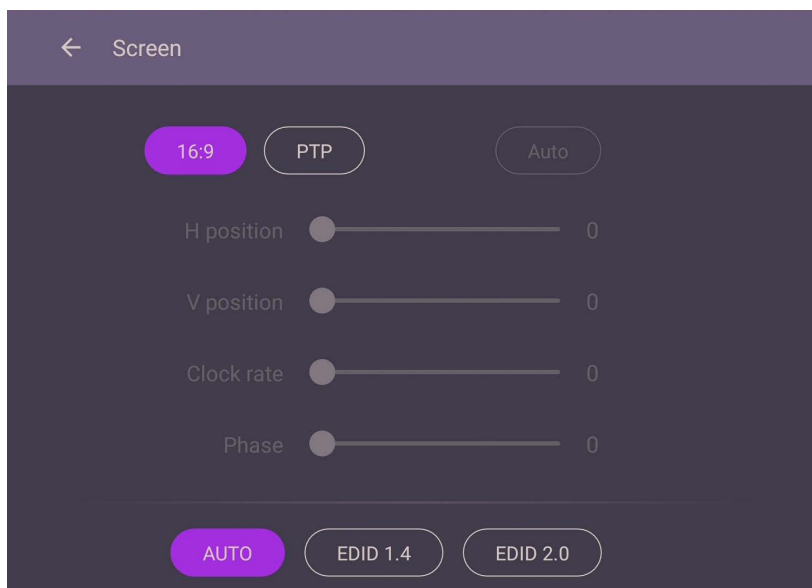 Screen
16:9 PTP Auto
H position 0
V position 0
Clock rate 0
Phase 0
AUTO EDID 1.4 EDID 2.0